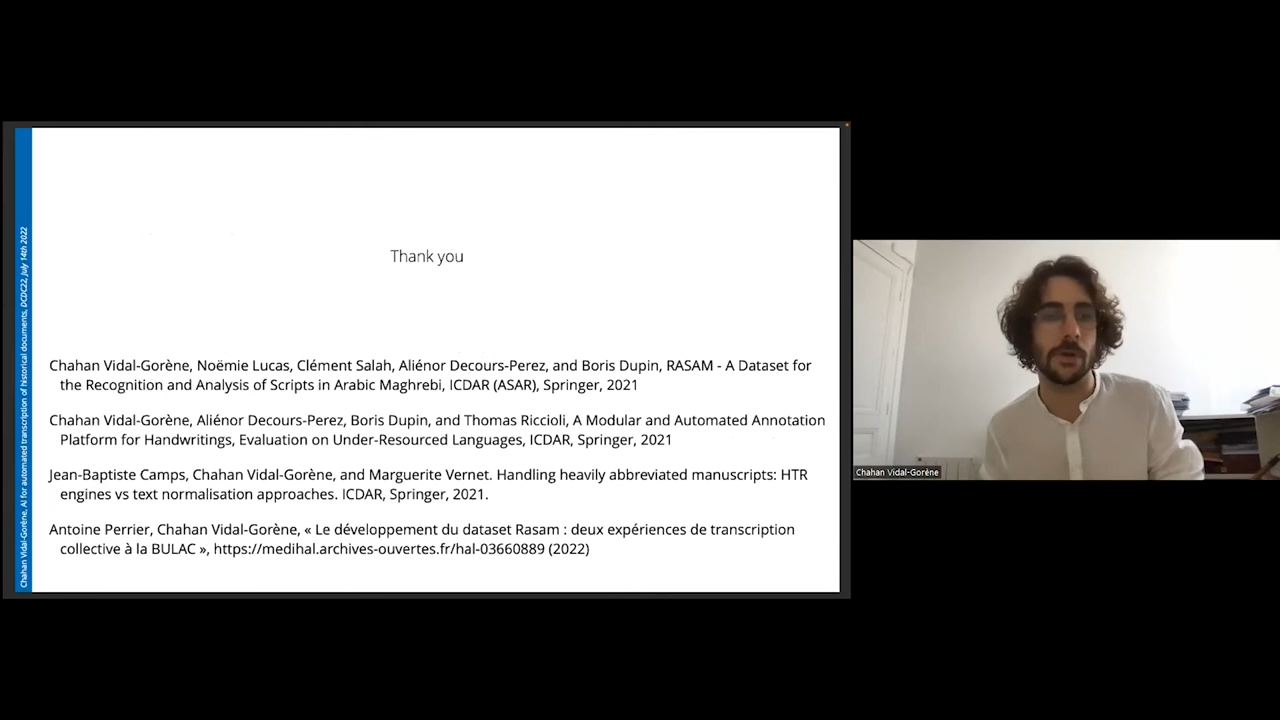 Chahan Vidal-Gorène, AI for automated transcription of historical documents, DCDC22, July 14th 2022
Thank you
Chahan Vidal-Gorène, Noëmie Lucas, Clément Salah, Aliénor Decours-Perez, and Boris Dupin, RASAM - A Dataset for
the Recognition and Analysis of Scripts in Arabic Maghrebi, ICDAR (ASAR), Springer, 2021
Chahan Vidal-Gorène, Aliénor Decours-Perez, Boris Dupin, and Thomas Riccioli, A Modular and Automated Annotation
Platform for Handwritings, Evaluation on Under-Resourced Languages, ICDAR, Springer, 2021
Jean-Baptiste Camps, Chahan Vidal-Gorène, and Marguerite Vernet. Handling heavily abbreviated manuscripts: HTR
engines vs text normalisation approaches. ICDAR, Springer, 2021.
Antoine Perrier, Chahan Vidal-Gorène, « Le développement du dataset Rasam : deux expériences de transcription
collective à la BULAC », https://medihal.archives-ouvertes.fr/hal-03660889 (2022)
Chahan Vidal-Gorène